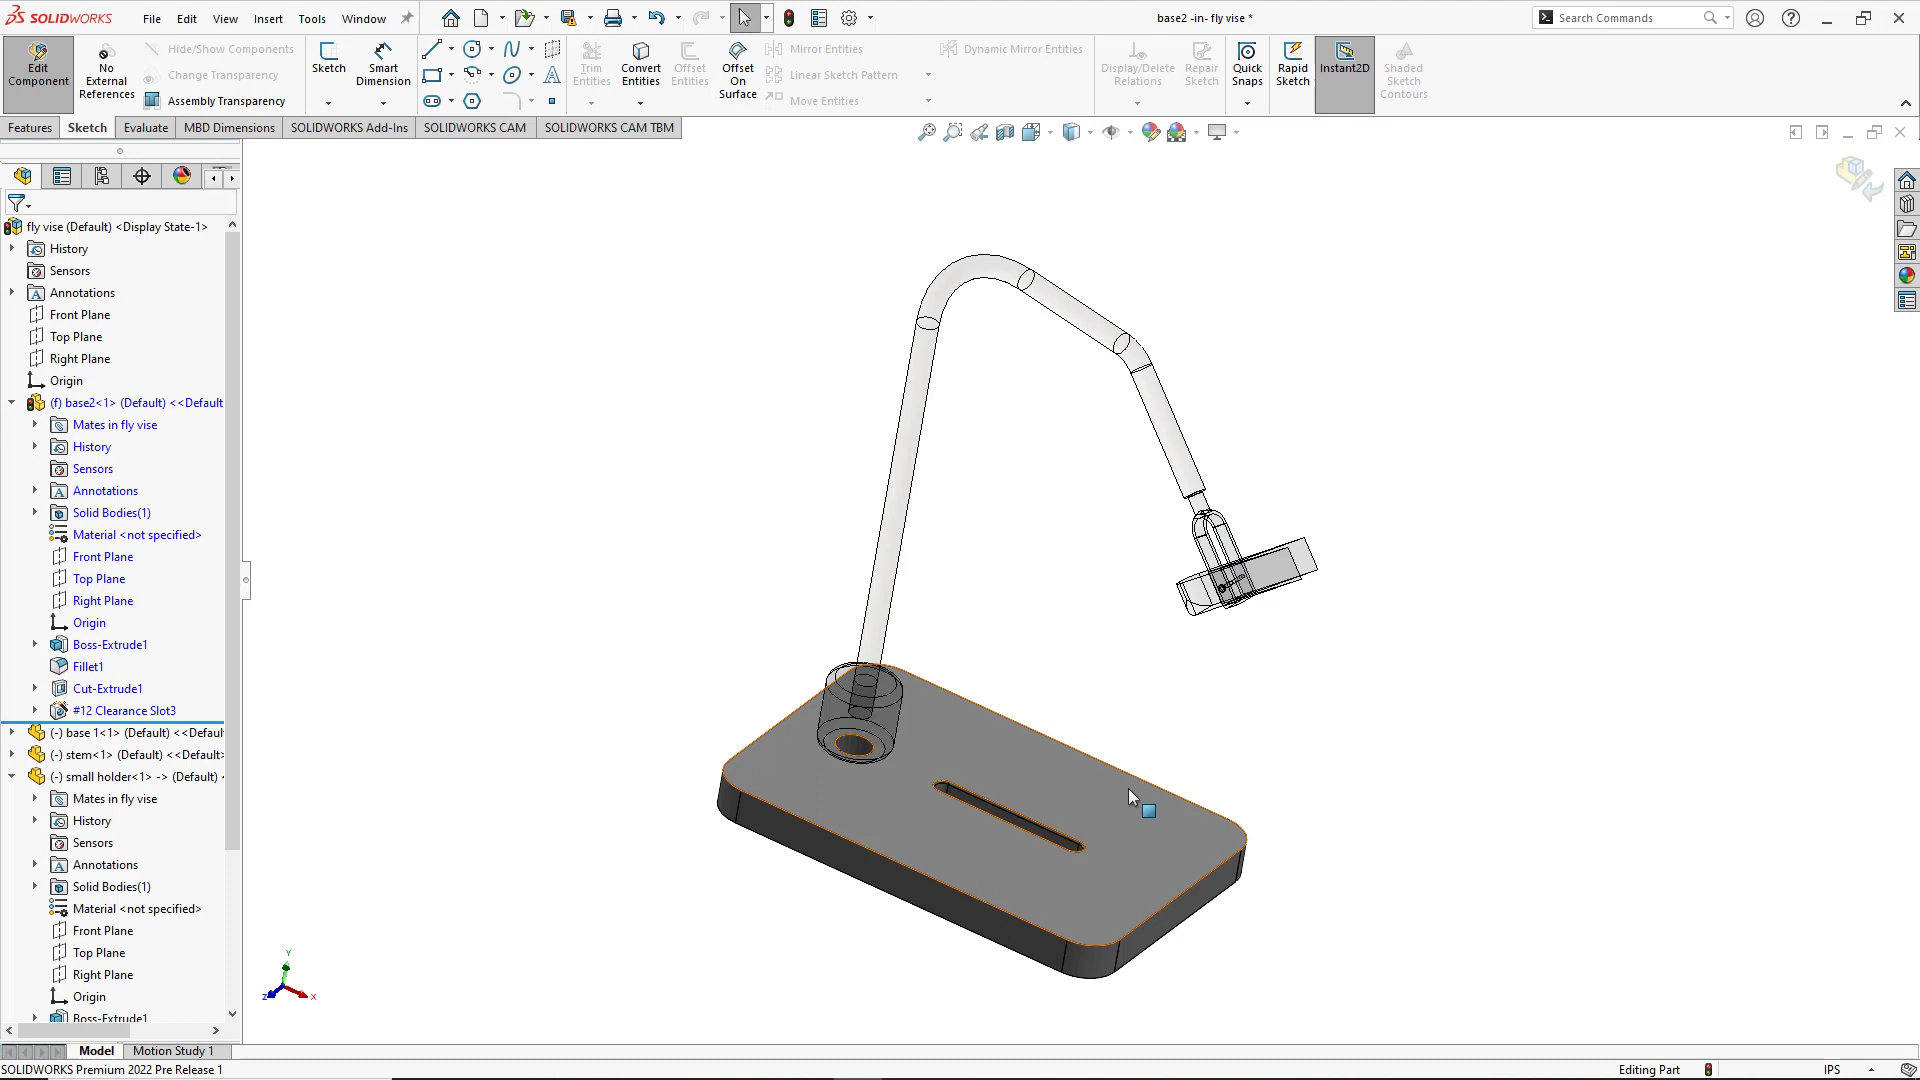 SOLIDWORKS File Edit View Insert Tools Window base2 -in- fly vise * Search Commands
Edit Component
No External References
Hide/Show Components
Change Transparency
Assembly Transparency
Sketch
Smart Dimension
Trim Entities
Convert Entities
Offset Entities
Offset On Surface
Mirror Entities
Linear Sketch Pattern
Move Entities
Dynamic Mirror Entities
Display/Delete Relations
Repair Sketch
Quick Snaps
Rapid Sketch
Instant2D
Shaded Sketch Contours
Features Sketch Evaluate MBD Dimensions SOLIDWORKS Add-Ins SOLIDWORKS CAM SOLIDWORKS CAM TBM
fly vise (Default) <Display State-1>
History
Sensors
Annotations
Front Plane
Top Plane
Right Plane
Origin
(f) base2<1> (Default) <<Default
Mates in fly vise
History
Sensors
Annotations
Solid Bodies(1)
Material <not specified>
Front Plane
Top Plane
Right Plane
Origin
Boss-Extrude1
Fillet1
Cut-Extrude1
#12 Clearance Slot3
(-) base 1<1> (Default) <<Defaul
(-) stem<1> (Default) <<Default>
(-) small holder<1> -> (Default)
Mates in fly vise
History
Sensors
Annotations
Solid Bodies(1)
Material <not specified>
Front Plane
Top Plane
Right Plane
Origin
Boss-Extrude1
Y
Z
X
Model Motion Study 1
SOLIDWORKS Premium 2022 Pre Release 1 Editing Part IPS